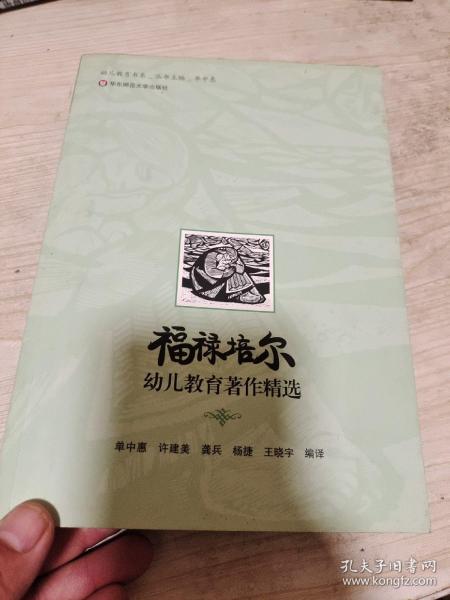 幼儿教育书系 丛书主编 单中惠
华东师范大学出版社
福禄培尔
幼儿教育著作精选
单中惠 许建美 龚兵 杨捷 王晓宇 编译
孔夫子旧书网
www.kongfz.com